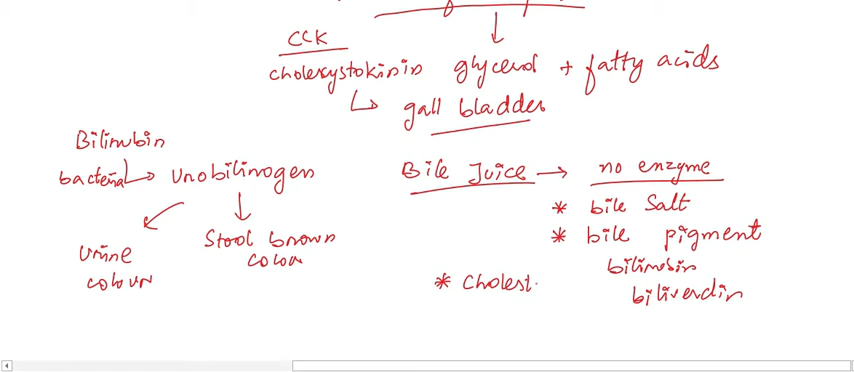 CCK
cholecystokinin glycerol + fatty acids
gall bladder
Bilirubin
bacteria urobilinogen
Urine colour
Stool brown colour
Bile Juice → no enzyme
* bile Salt
* bile pigment
bilirubin
biliverdin
* Cholest